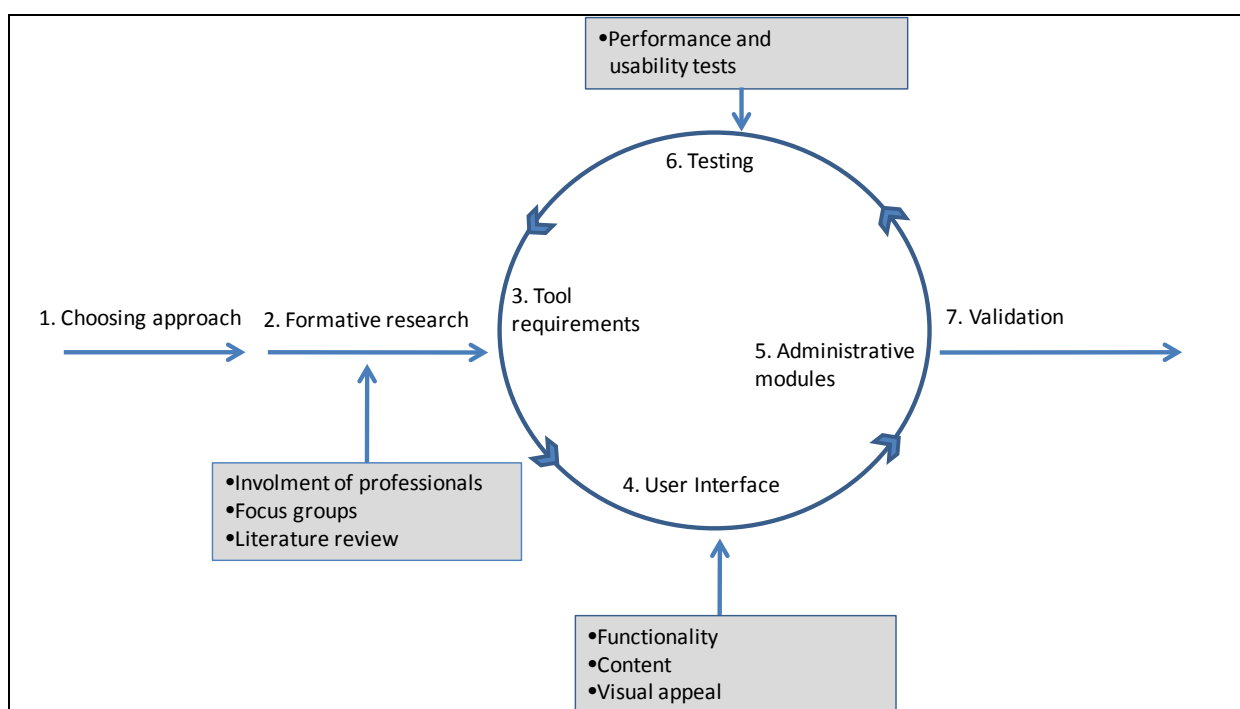 •Performance and
usability tests
6. Testing
1. Choosing approach
2. Formative research
3. Tool
requirements
7. Validation
5. Administrative
modules
•Involment of professionals
•Focus groups
•Literature review
4. User Interface
•Functionality
•Content
•Visual appeal